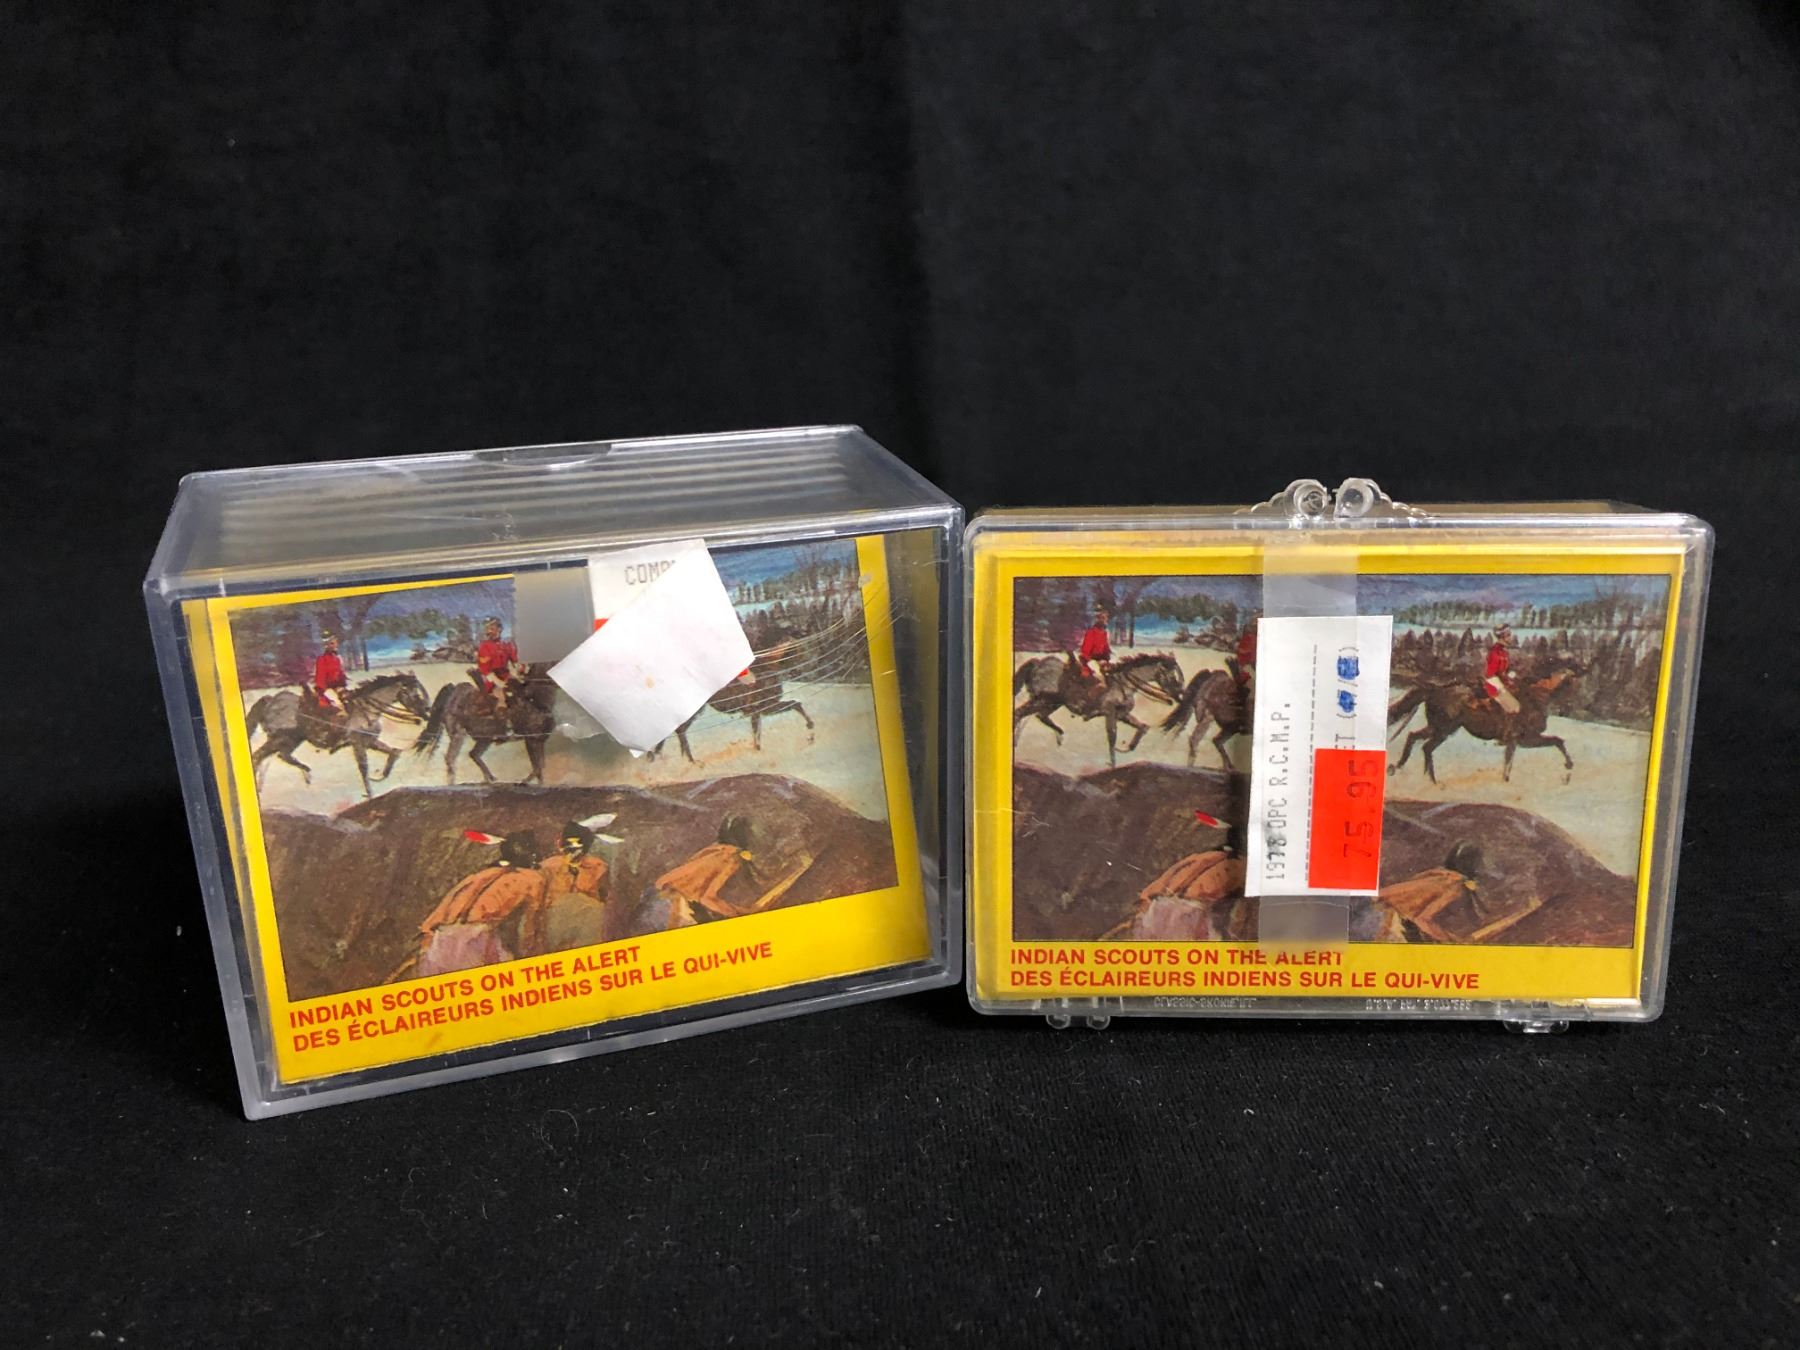 INDIAN SCOUTS ON THE ALERT
DES ÉCLAIREURS INDIENS SUR LE QUI-VIVE
1978 OPC R.C.M.P.
75.95
INDIAN SCOUTS ON THE ALERT
DES ÉCLAIREURS INDIENS SUR LE QUI-VIVE